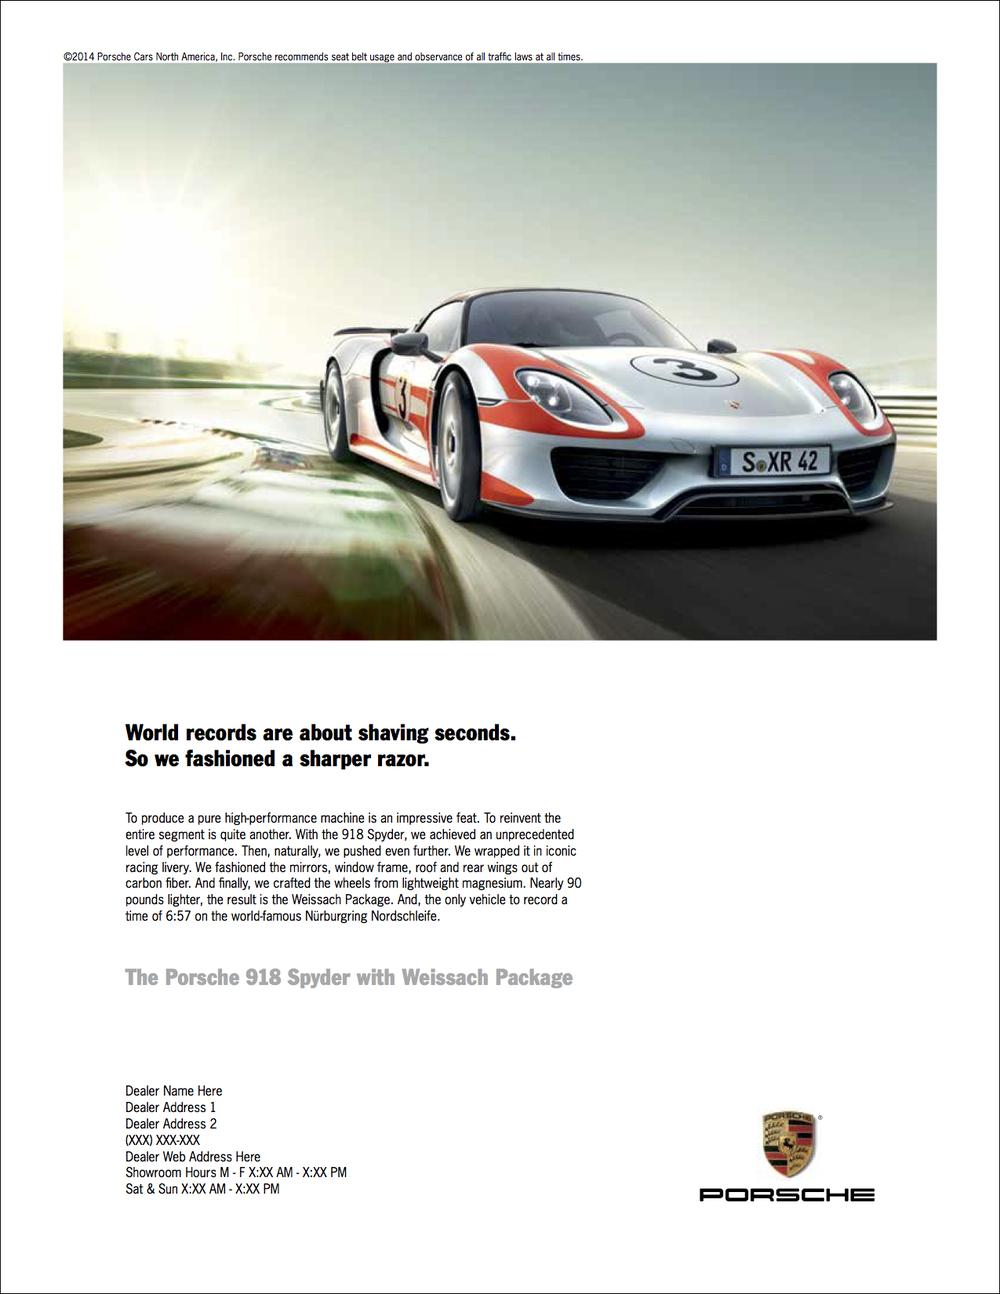 ©2014 Porsche Cars North America, Inc. Porsche recommends seat belt usage and observance of all traffic laws at all times.
3
3
S XR 42
D
World records are about shaving seconds.
So we fashioned a sharper razor.
To produce a pure high-performance machine is an impressive feat. To reinvent the
entire segment is quite another. With the 918 Spyder, we achieved an unprecedented
level of performance. Then, naturally, we pushed even further. We wrapped it in iconic
racing livery. We fashioned the mirrors, window frame, roof and rear wings out of
carbon fiber. And finally, we crafted the wheels from lightweight magnesium. Nearly 90
pounds lighter, the result is the Weissach Package. And, the only vehicle to record a
time of 6:57 on the world-famous Nürburgring Nordschleife.
The Porsche 918 Spyder with Weissach Package
Dealer Name Here
Dealer Address 1
Dealer Address 2
(XXX) XXX-XXX
Dealer Web Address Here
Showroom Hours M - F X:XX AM - X:XX PM
Sat & Sun X:XX AM - X:XX PM
PORSCHE
®
PORSCHE